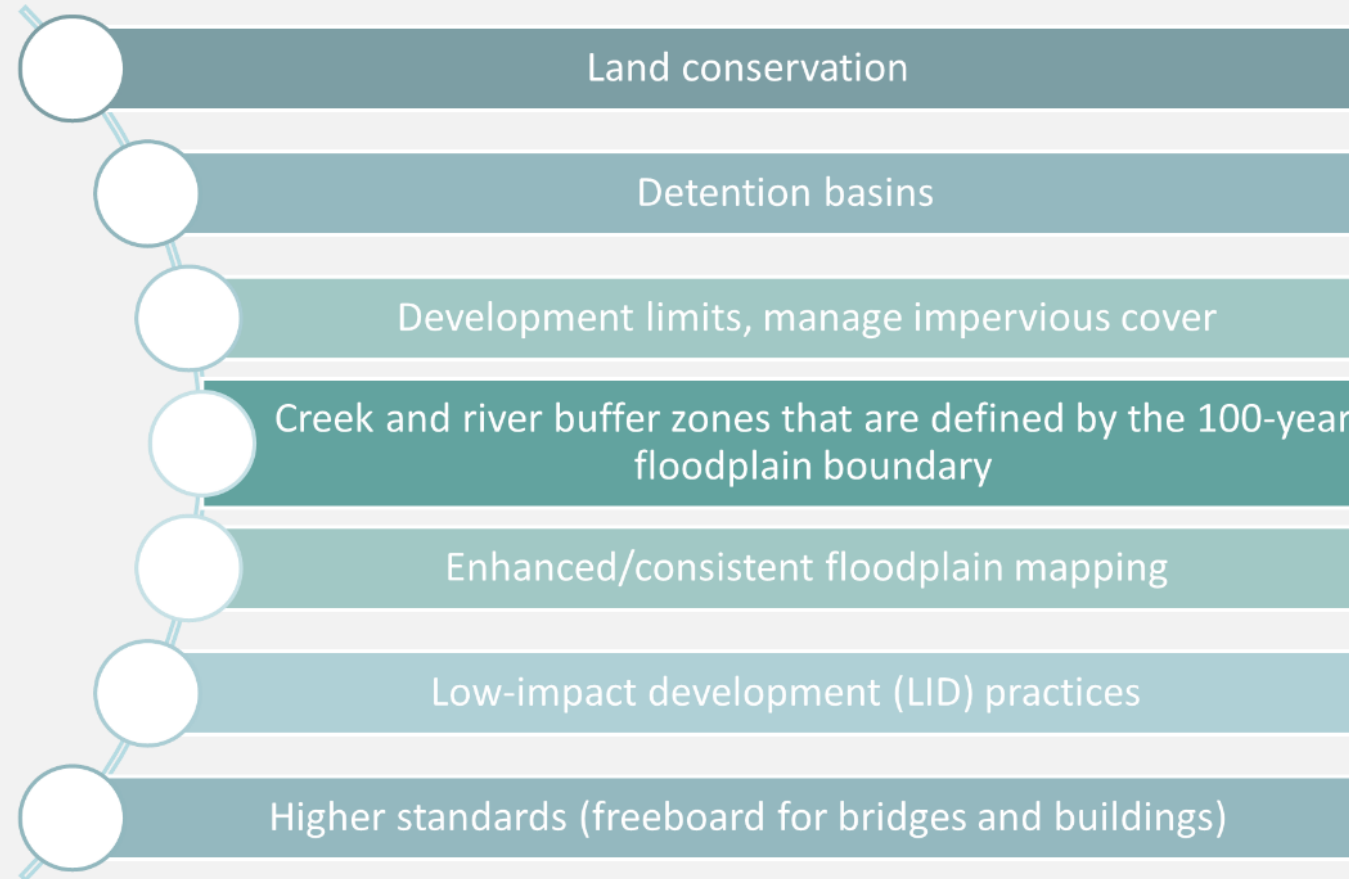 Land conservation
Detention basins
Development limits, manage impervious cover
Creek and river buffer zones that are defined by the 100-year
floodplain boundary
Enhanced/consistent floodplain mapping
Low-impact development (LID) practices
Higher standards (freeboard for bridges and buildings)